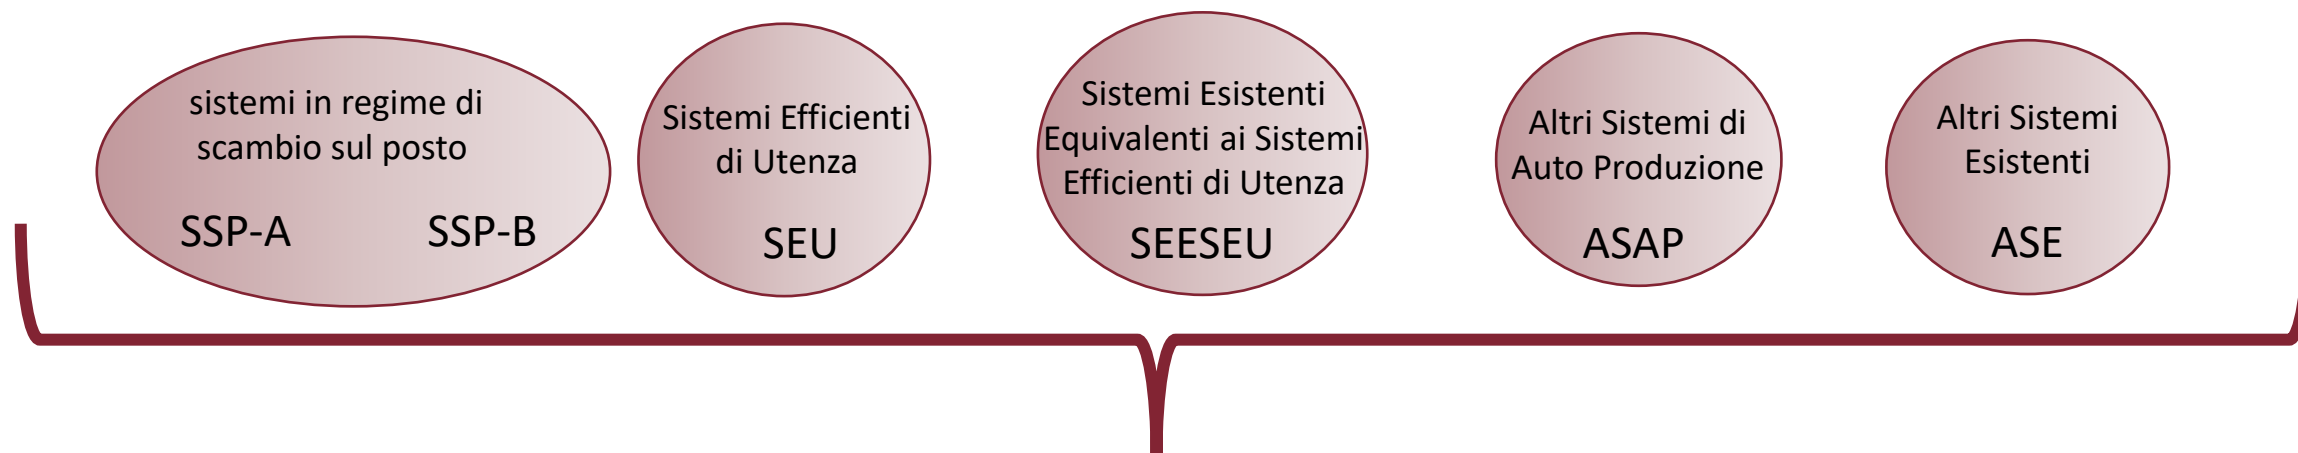 sistemi in regime di
scambio sul posto
SSP-A SSP-B
Sistemi Efficienti
di Utenza
SEU
Sistemi Esistenti
Equivalenti ai Sistemi
Efficienti di Utenza
SEESEU
Altri Sistemi di
Auto Produzione
ASAP
Altri Sistemi
Esistenti
ASE